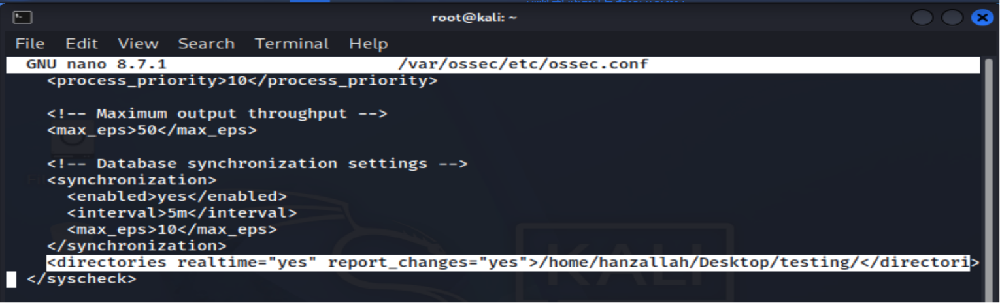 root@kali: ~
File Edit View Search Terminal Help
GNU nano 8.7.1 /var/ossec/etc/ossec.conf
<process_priority>10</process_priority>
<!-- Maximum output throughput -->
<max_eps>50</max_eps>
<!-- Database synchronization settings -->
<synchronization>
<enabled>yes</enabled>
<interval>5m</interval>
<max_eps>10</max_eps>
</synchronization>
<directories realtime="yes" report_changes="yes">/home/hanzallah/Desktop/testing/</directori>
</syscheck>
KALI